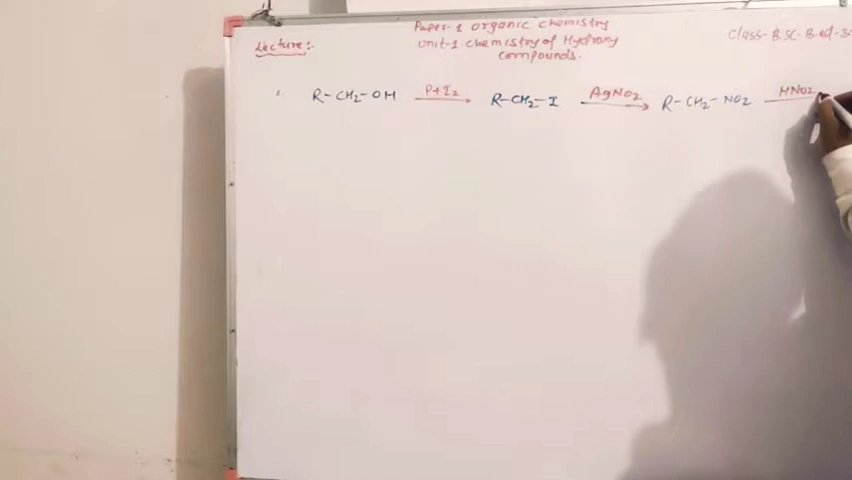 Paper-1 organic chemistry
Lecture:- unit-1 chemistry of Hydroxy compounds.
Class- B.SC. B.ed-
R-CH2-OH P+I2 → R-CH2-I AgNO2 → R-CH2-NO2 HNO2